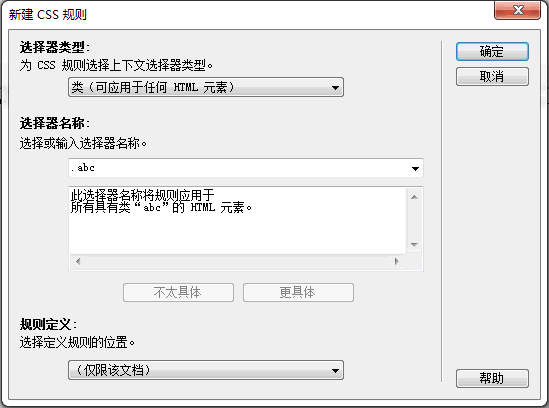 新建 CSS 规则
选择器类型:
为 CSS 规则选择上下文选择器类型。
类（可应用于任何 HTML 元素）
确定
取消
选择器名称:
选择或输入选择器名称。
.abc
此选择器名称将规则应用于
所有具有类“abc”的 HTML 元素。
不太具体
更具体
规则定义:
选择定义规则的位置。
（仅限该文档）
帮助